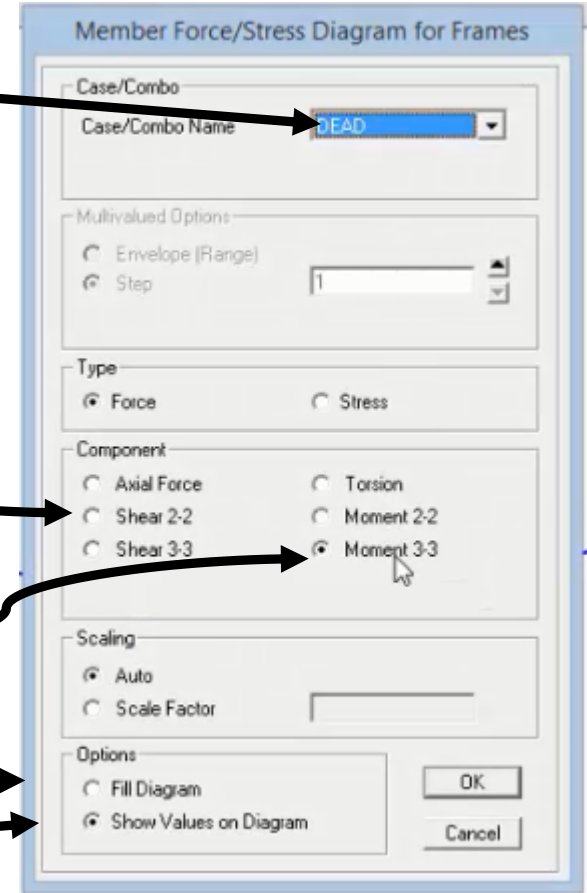 Member Force/Stress Diagram for Frames
Case/Combo
Case/Combo Name
DEAD
Multivalued Options
Envelope (Range)
Step
1
Type
Force
Stress
Component
Axial Force
Torsion
Shear 2-2
Moment 2-2
Shear 3-3
Moment 3-3
Scaling
Auto
Scale Factor
Options
Fill Diagram
OK
Show Values on Diagram
Cancel